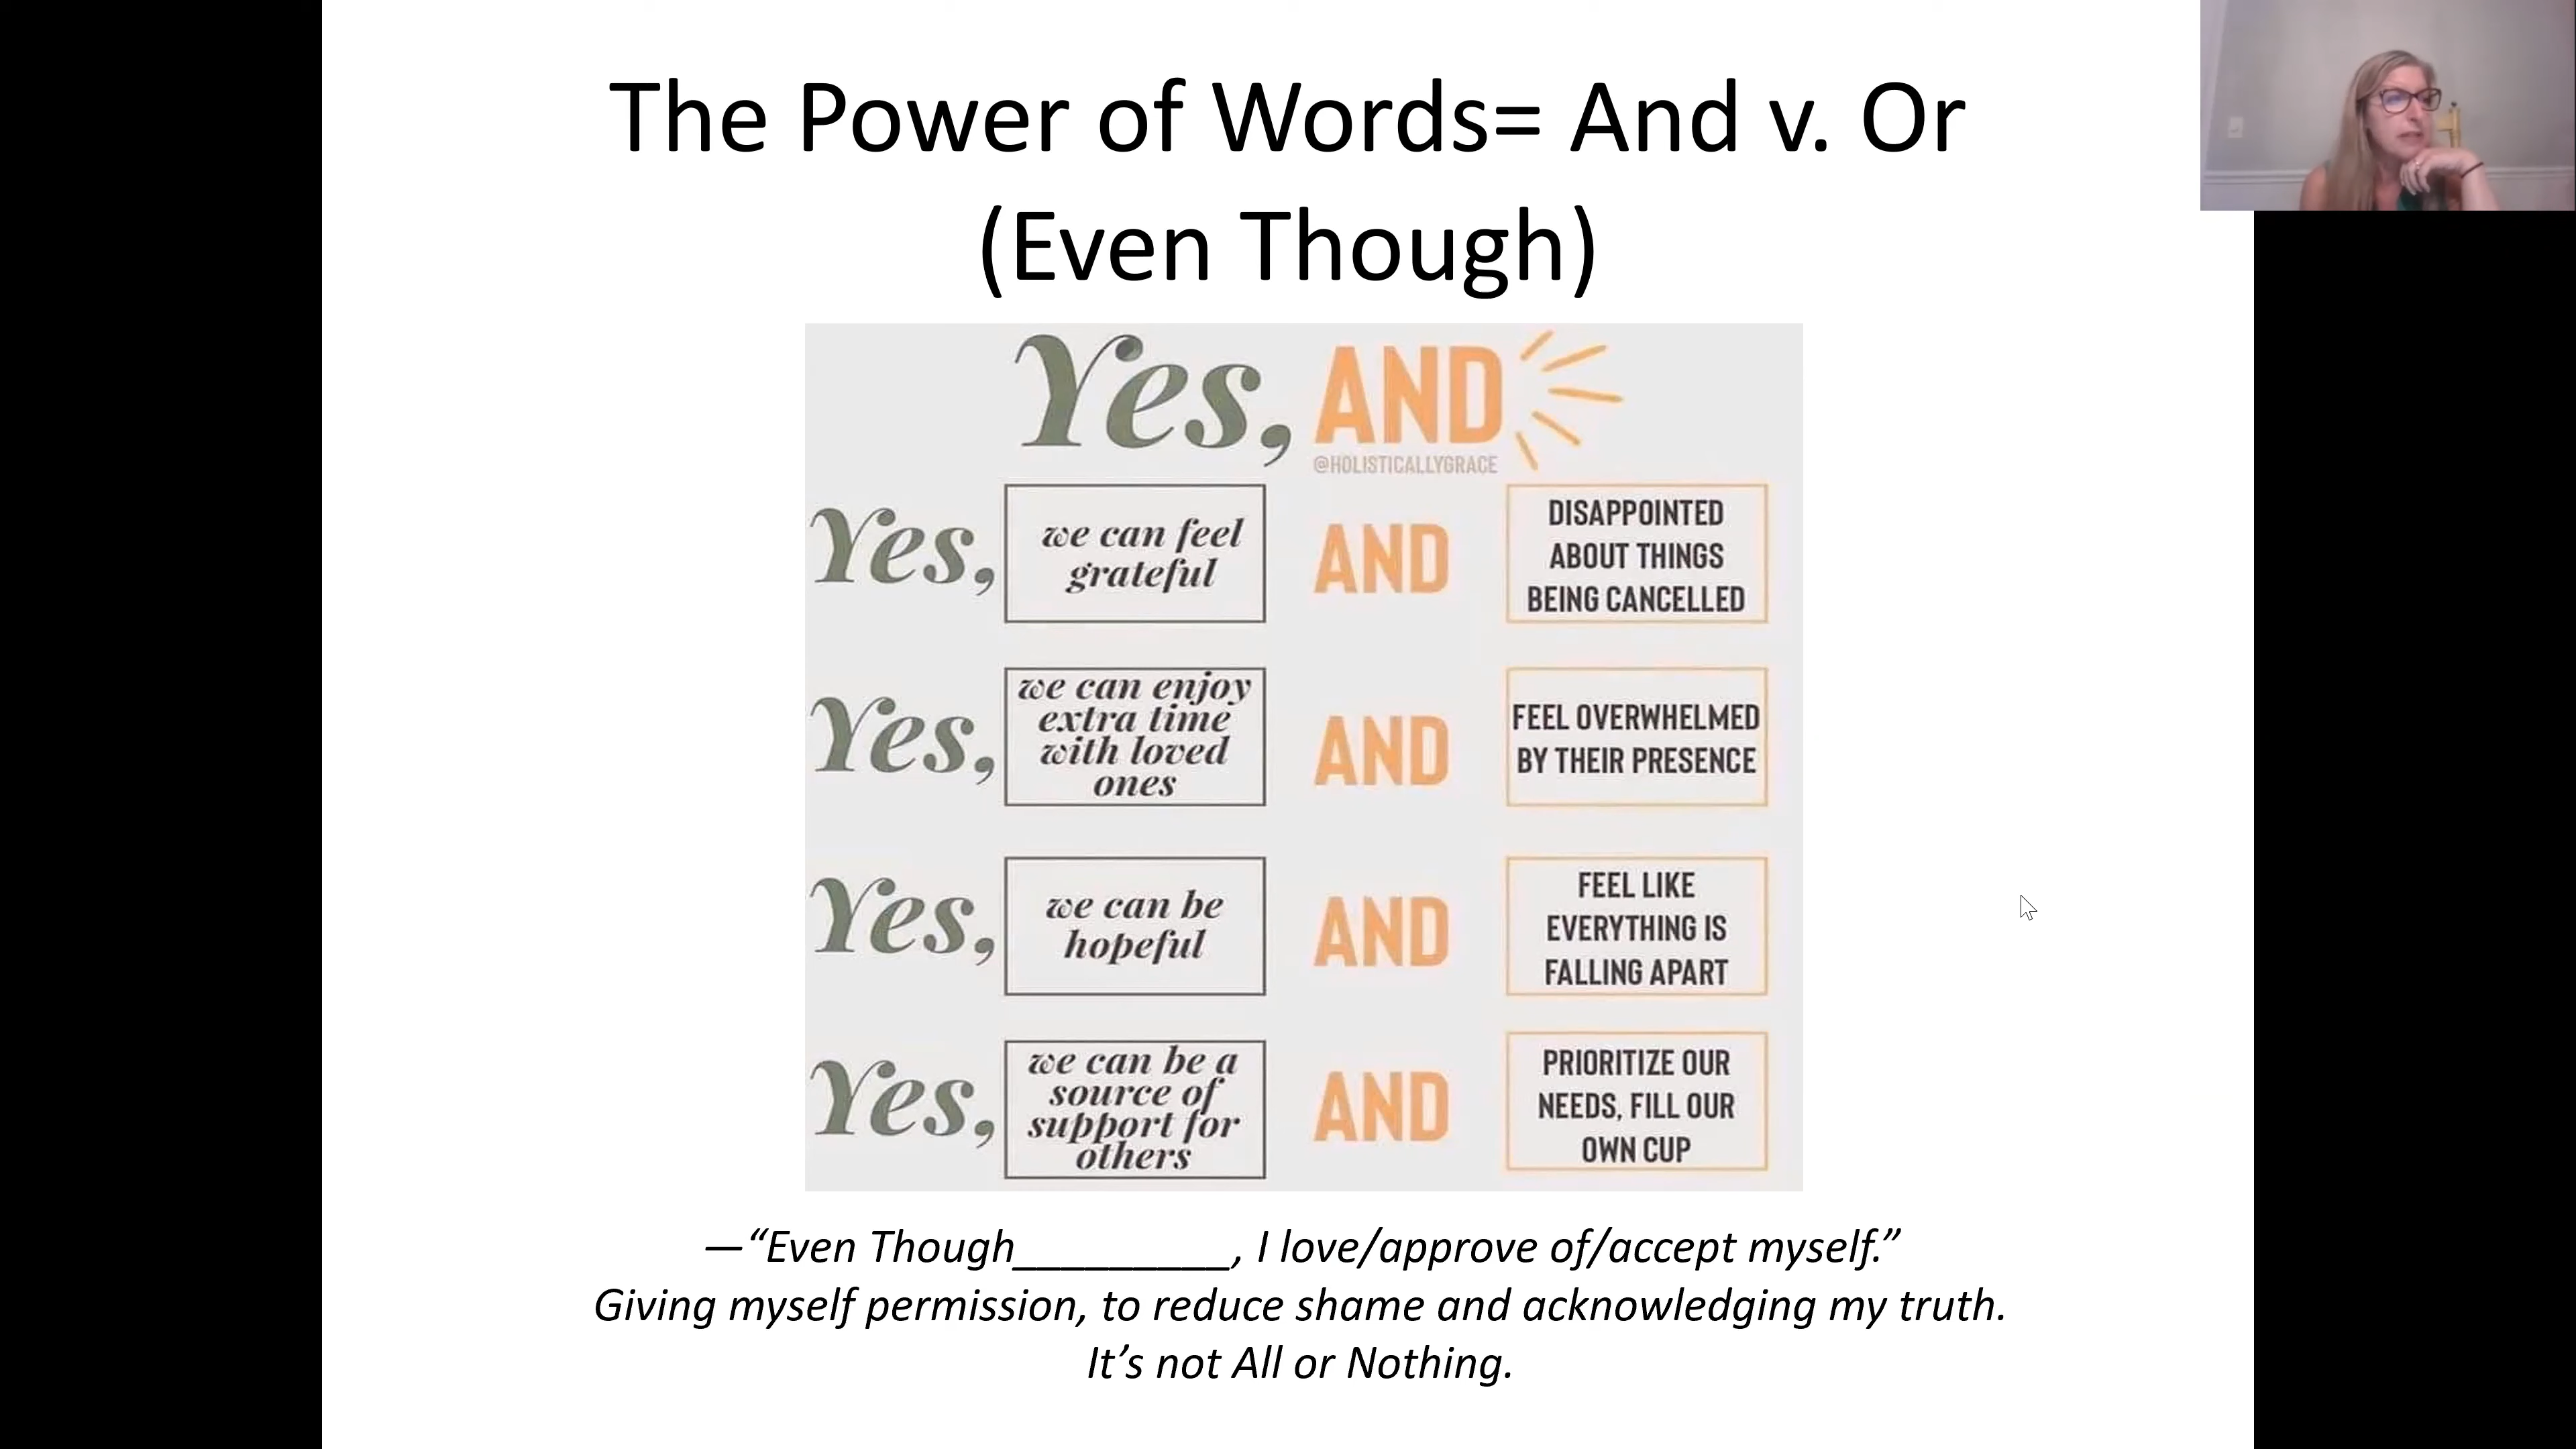 The Power of Words= And v. Or
(Even Though)
Yes, AND
@HOLISTICALLYGRACE
Yes, we can feel grateful AND DISAPPOINTED ABOUT THINGS BEING CANCELLED
Yes, we can enjoy extra time with loved ones AND FEEL OVERWHELMED BY THEIR PRESENCE
Yes, we can be hopeful AND FEEL LIKE EVERYTHING IS FALLING APART
Yes, we can be a source of support for others AND PRIORITIZE OUR NEEDS, FILL OUR OWN CUP
—“Even Though_________, I love/approve of/accept myself.”
Giving myself permission, to reduce shame and acknowledging my truth.
It’s not All or Nothing.